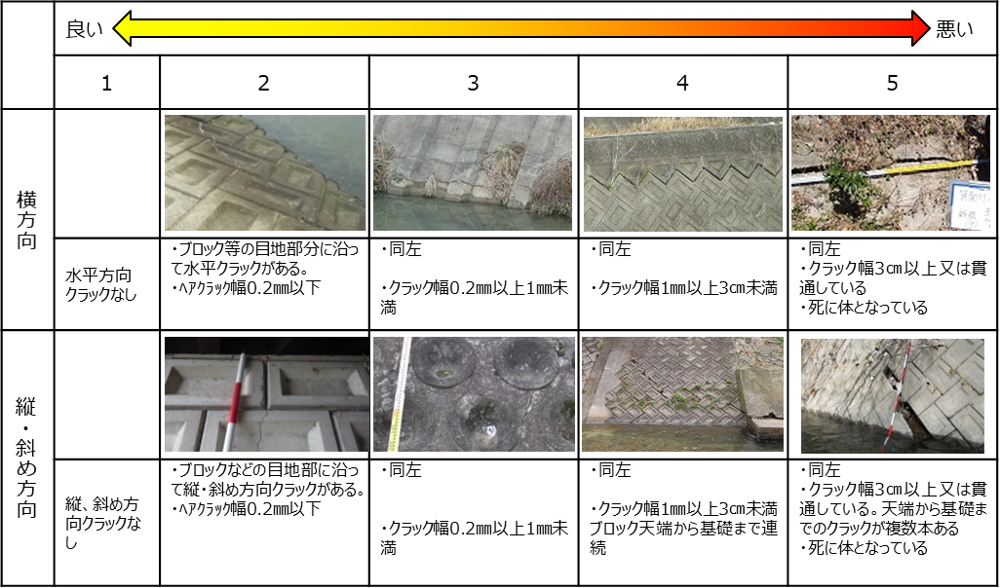 良い
悪い
1
2
3
4
5
横方向
水平方向
クラックなし
・ブロック等の目地部分に沿っ
て水平クラックがある。
・ﾍｱｸﾗｯｸ幅0.2㎜以下
・同左
・クラック幅0.2㎜以上1㎜未
満
・同左
・クラック幅1㎜以上3㎝未満
・同左
・クラック幅3㎝以上又は貫
通している
・死に体となっている
縦・斜め方向
縦、斜め方
向クラックな
し
・ブロックなどの目地部に沿
って縦・斜め方向クラックがある。
・ﾍｱｸﾗｯｸ幅0.2㎜以下
・同左
・クラック幅0.2㎜以上1㎜未
満
・同左
・クラック幅1㎜以上3㎝未満
ブロック天端から基礎まで連
続
・同左
・クラック幅3㎝以上又は貫
通している。天端から基礎ま
でのクラックが複数本ある
・死に体となっている